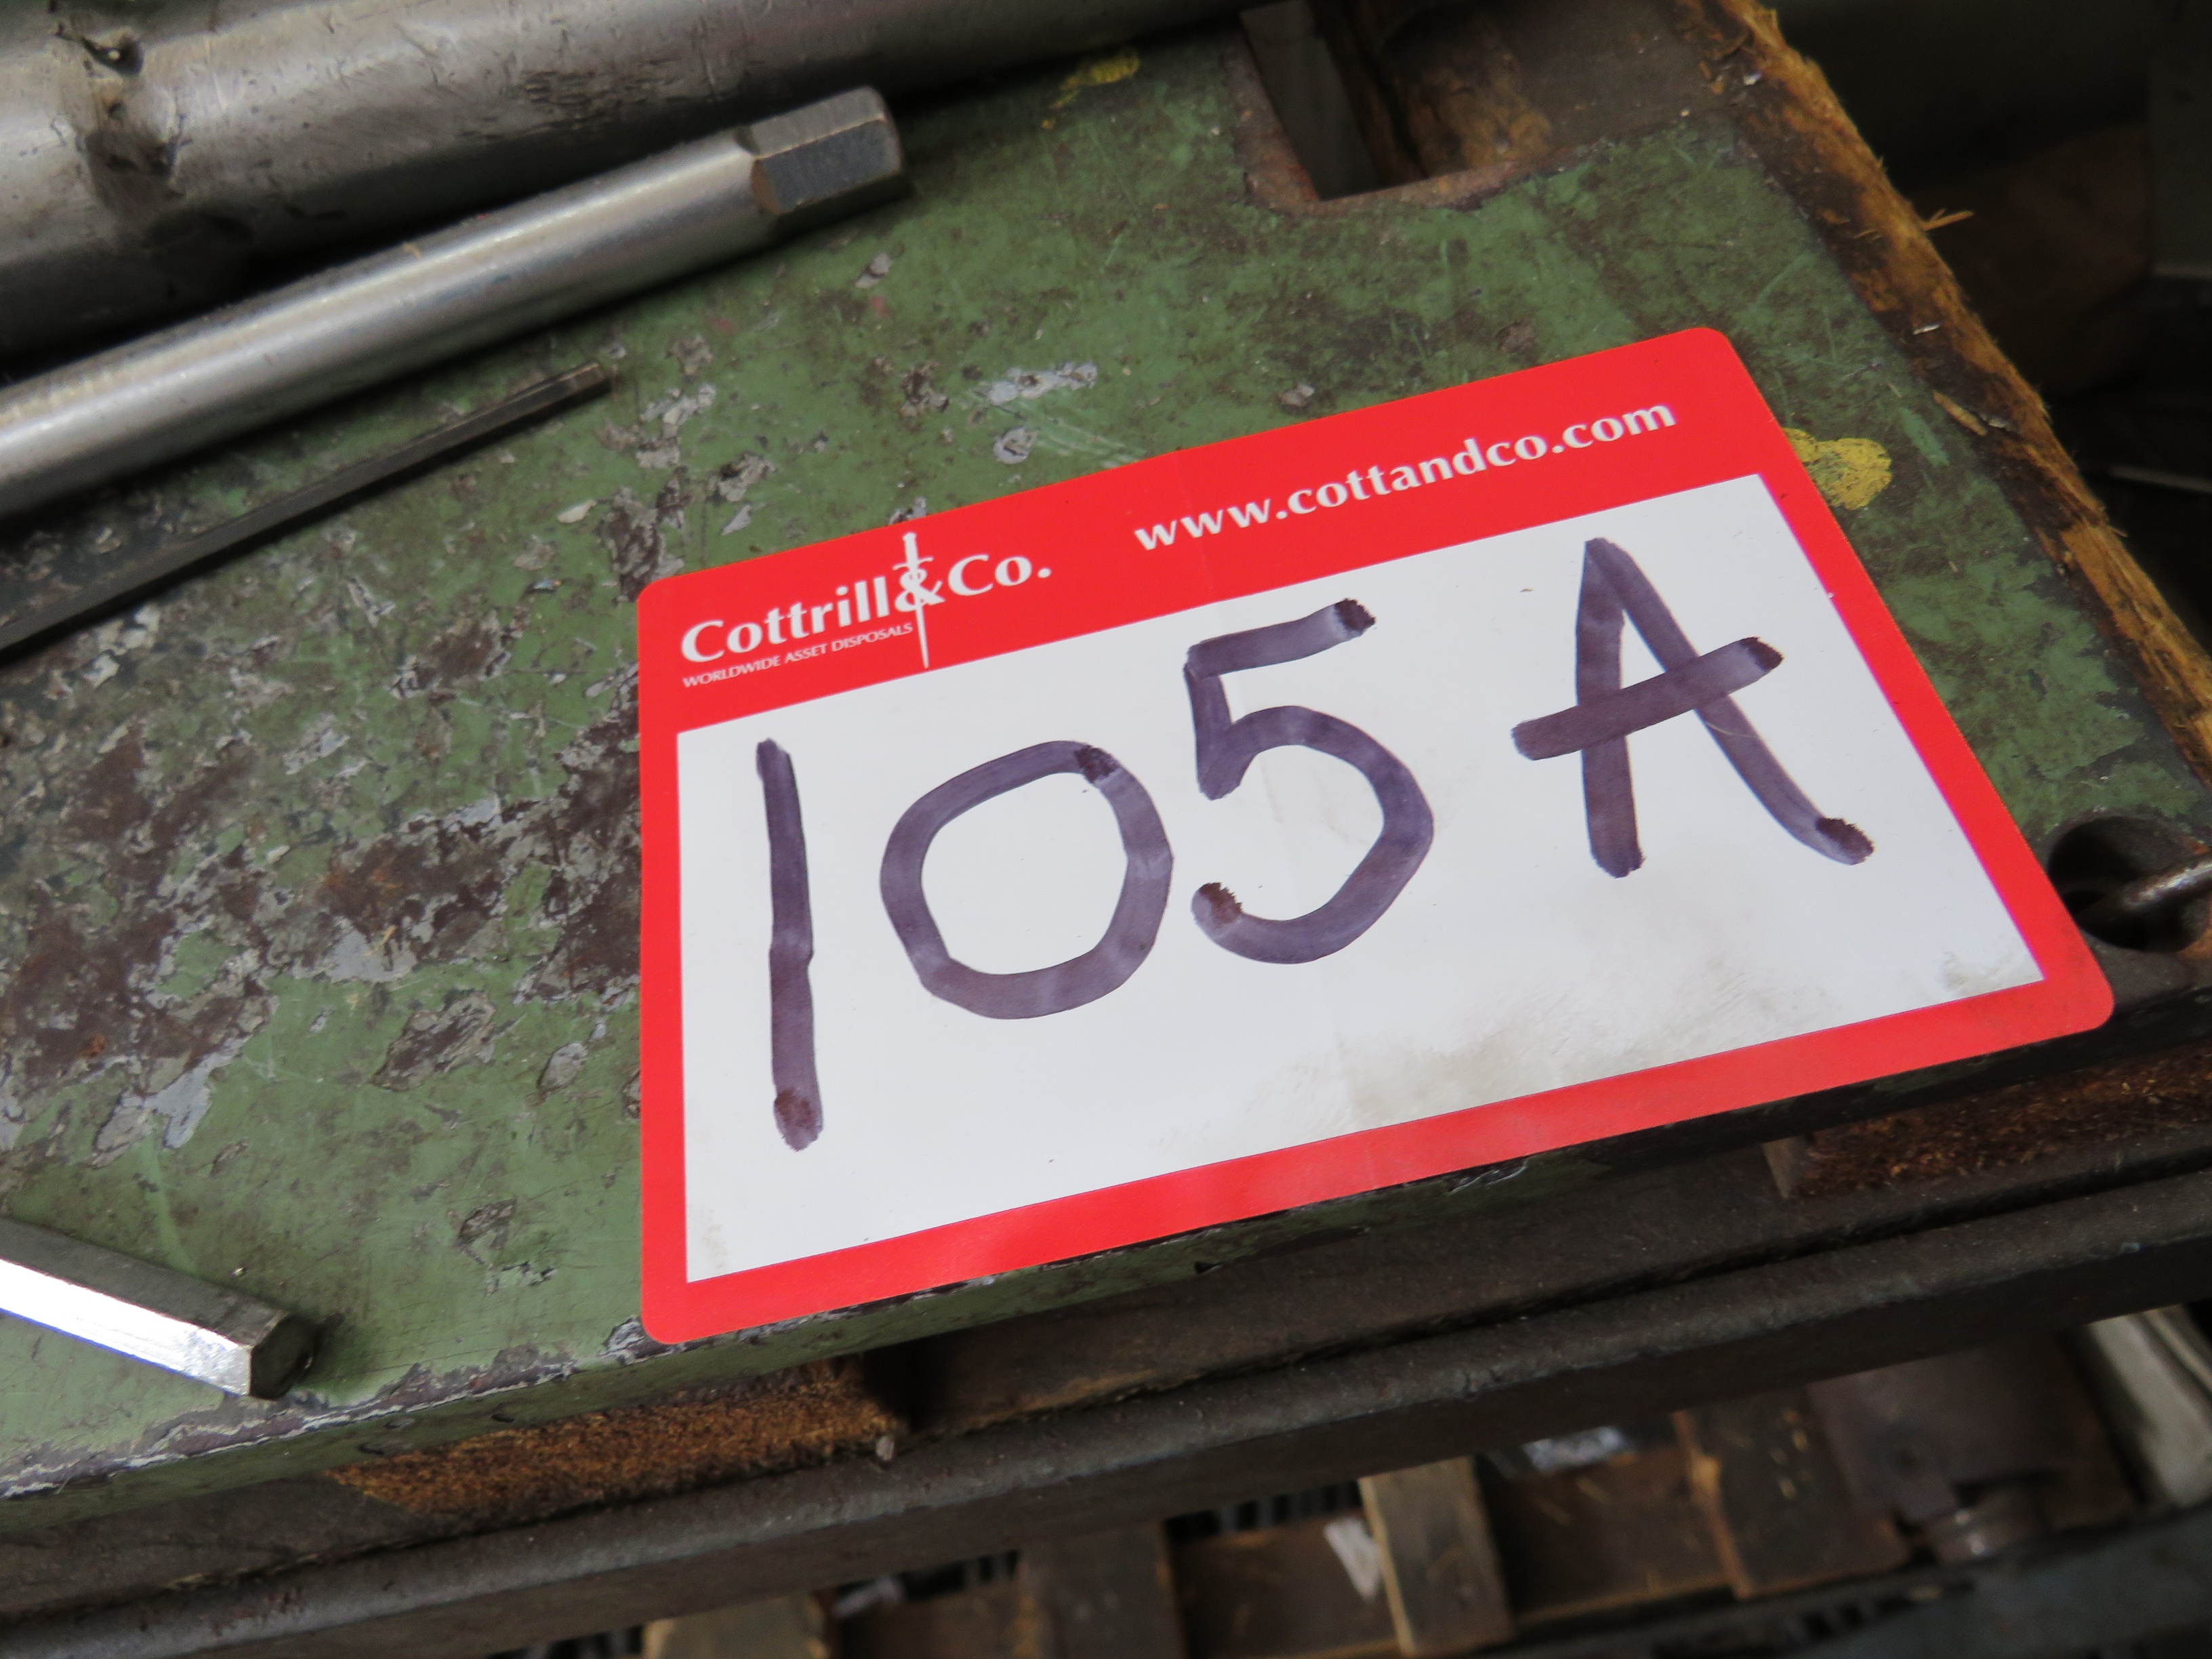 Cottrill&Co. www.cottandco.com
WORLDWIDE ASSET DISPOSALS
105A